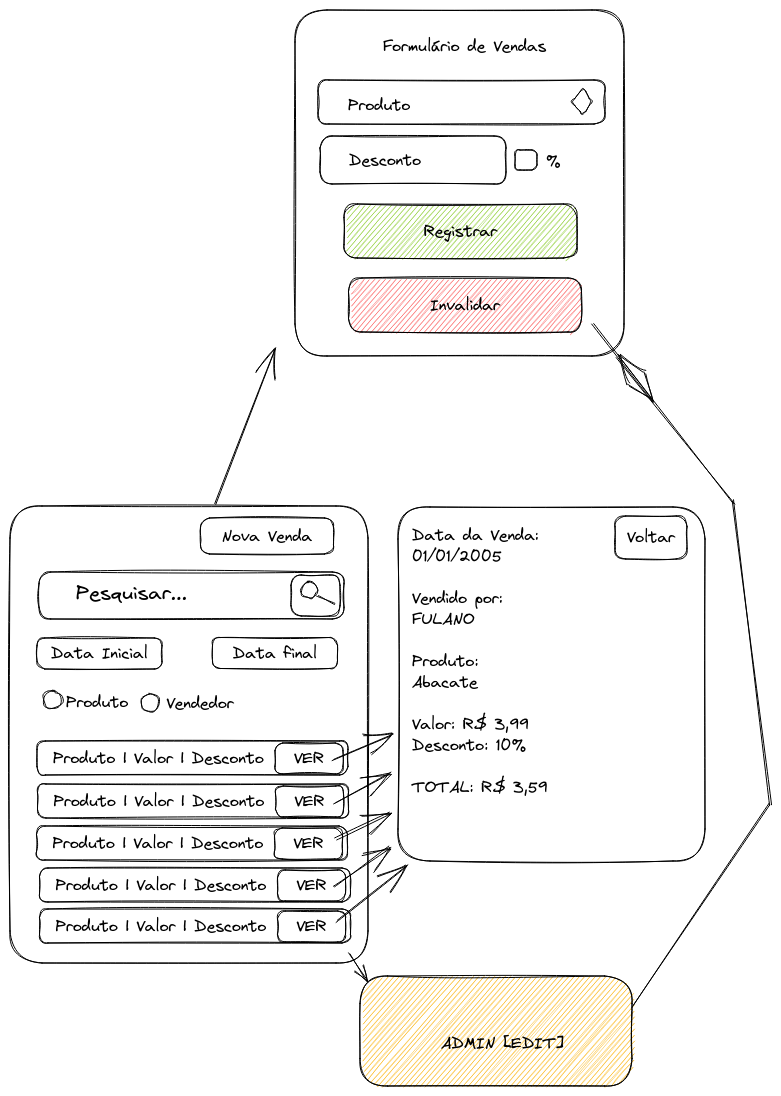 Formulário de Vendas
Produto
Desconto
%
Registrar
Invalidar
Nova Venda
Pesquisar...
Data Inicial
Data final
Produto
Vendedor
Produto | Valor | Desconto
VER
Produto | Valor | Desconto
VER
Produto | Valor | Desconto
VER
Produto | Valor | Desconto
VER
Produto | Valor | Desconto
VER
Data da Venda:
01/01/2005
Voltar
Vendido por:
FULANO
Produto:
Abacate
Valor: R$ 3,99
Desconto: 10%
TOTAL: R$ 3,59
ADMIN [EDIT]